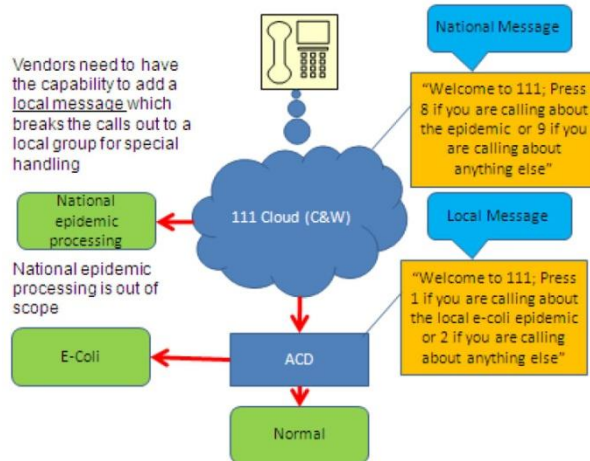 National Message
Vendors need to have
the capability to add a
local message which
breaks the calls out to a
local group for special
handling
"Welcome to 111; Press
8 if you are calling about
the epidemic or 9 if you
are calling about
anything else"
111 Cloud (C&W)
National
epidemic
processing
Local Message
National epidemic
processing is out of
scope
"Welcome to 111; Press
1 if you are calling about
the local e-coli epidemic
or 2 if you are calling
about anything else"
E-Coli
ACD
Normal